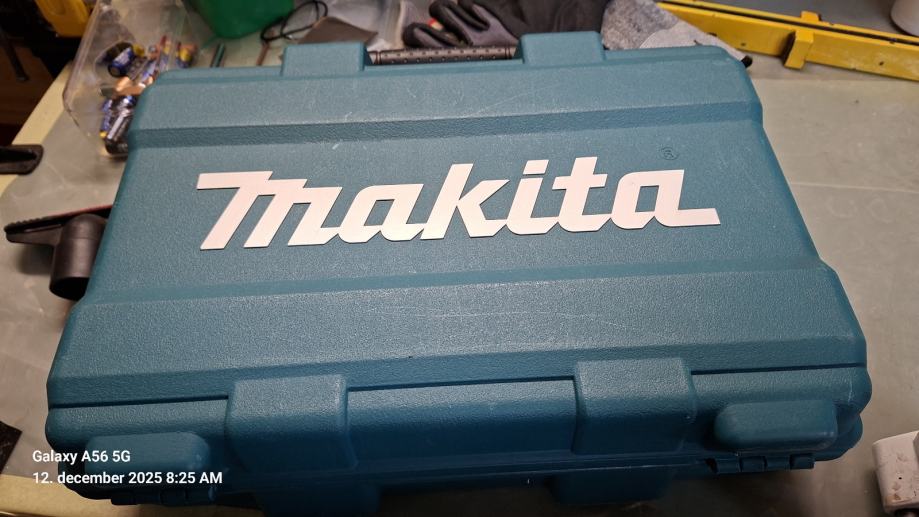 makita
®
Galaxy A56 5G
12. december 2025 8:25 AM